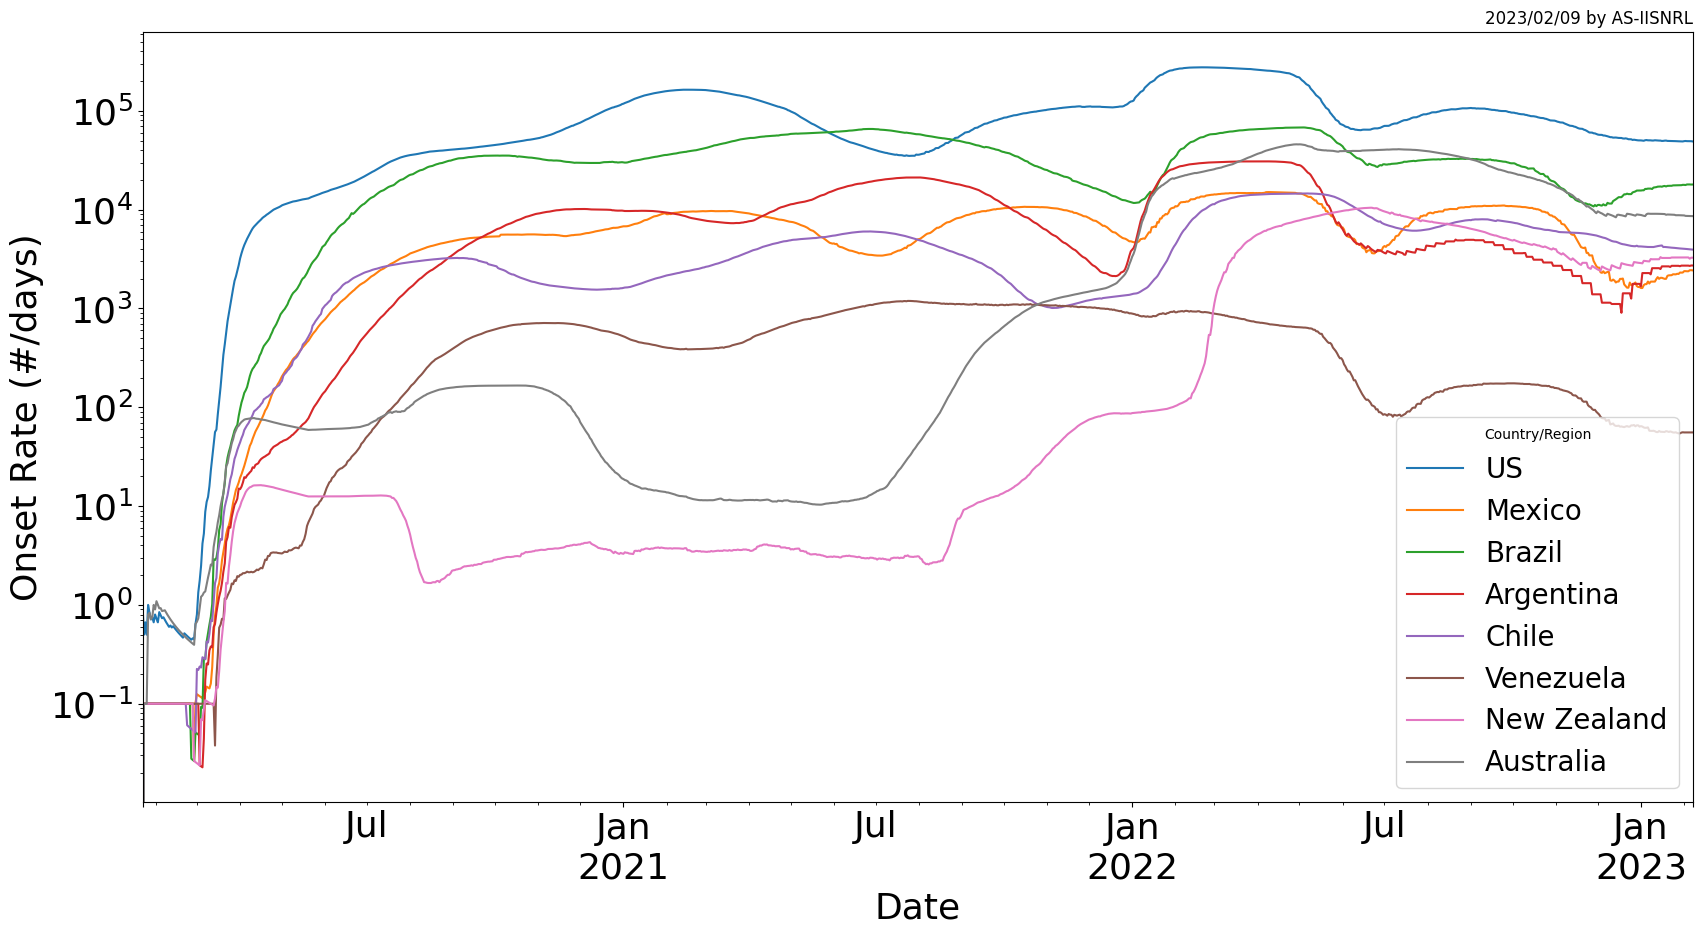 2023/02/09 by AS-IISNRL
Onset Rate (#/days)
10^5
10^4
10^3
10^2
10^1
10^0
10^−1
Country/Region
US
Mexico
Brazil
Argentina
Chile
Venezuela
New Zealand
Australia
Jul
Jan
2021
Jul
Jan
2022
Jul
Jan
2023
Date